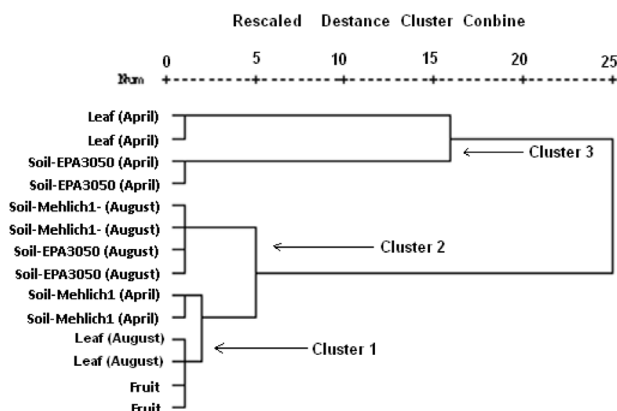 Rescaled Destance Cluster Conbine
0 5 10 15 20 25
Num
Leaf (April)
Leaf (April)
Soil-EPA3050 (April)
Cluster 3
Soil-EPA3050 (April)
Soil-Mehlich1- (August)
Soil-Mehlich1- (August)
Soil-EPA3050 (August)
Cluster 2
Soil-EPA3050 (August)
Soil-Mehlich1 (April)
Soil-Mehlich1 (April)
Leaf (August)
Cluster 1
Leaf (August)
Fruit
Fruit